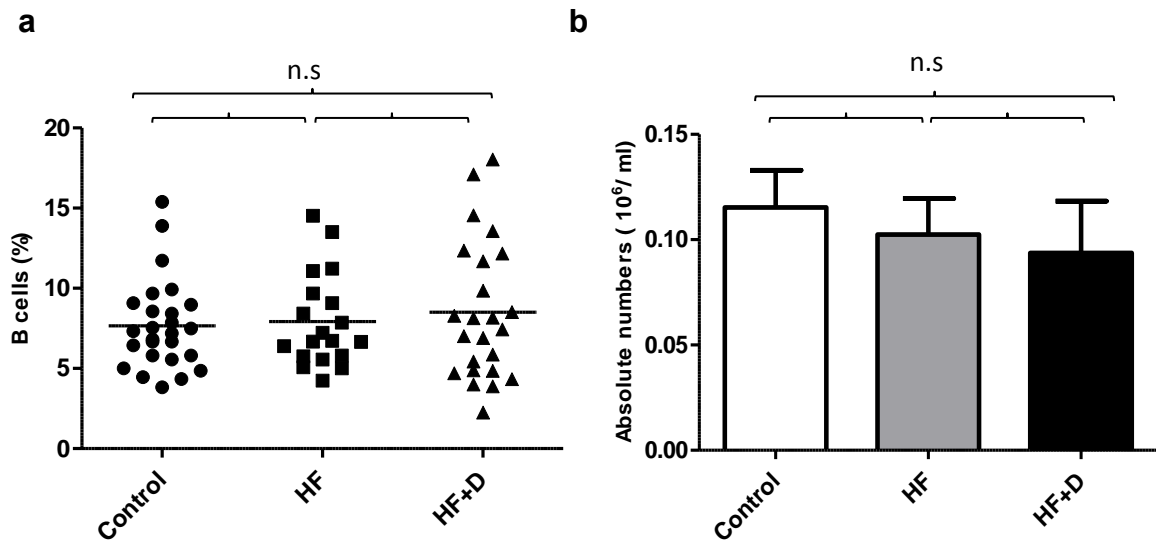 a
n.s
B cells (%)
20
15
10
5
0
Control
HF
HF+D
b
n.s
Absolute numbers ( 10⁶/ ml)
0.15
0.10
0.05
0.00
Control
HF
HF+D